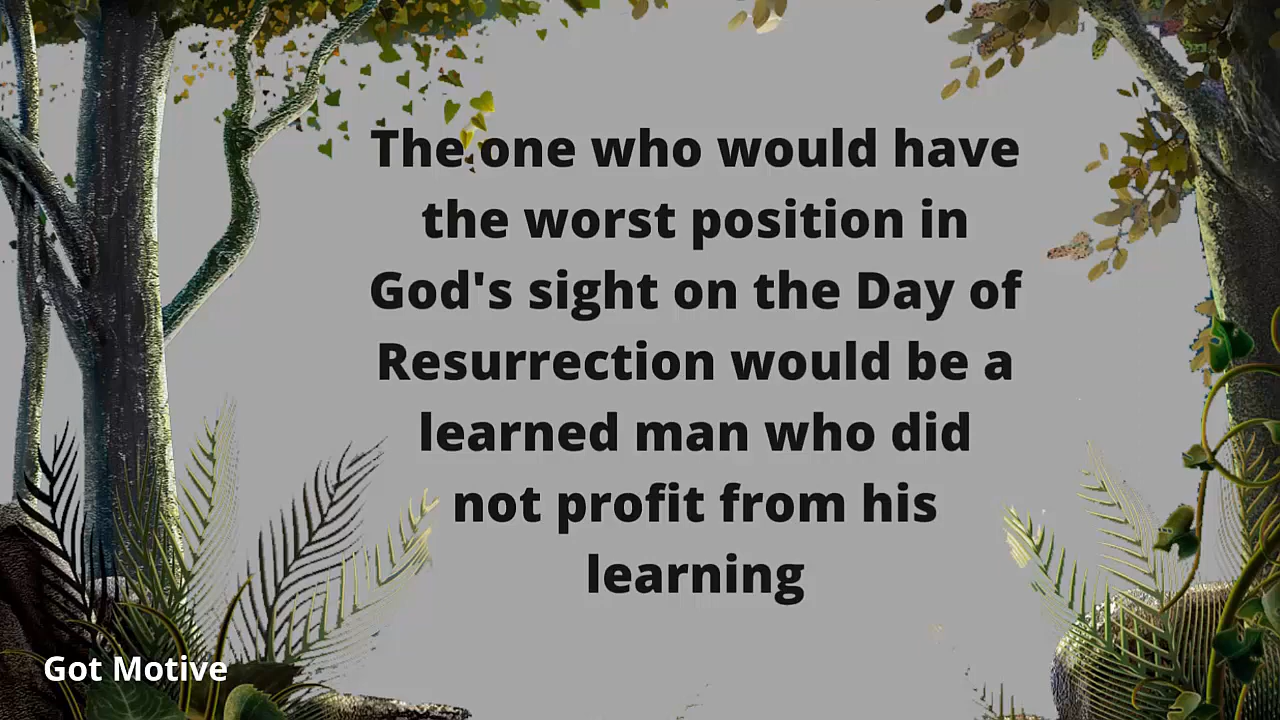 The one who would have
the worst position in
God's sight on the Day of
Resurrection would be a
learned man who did
not profit from his
learning
Got Motive